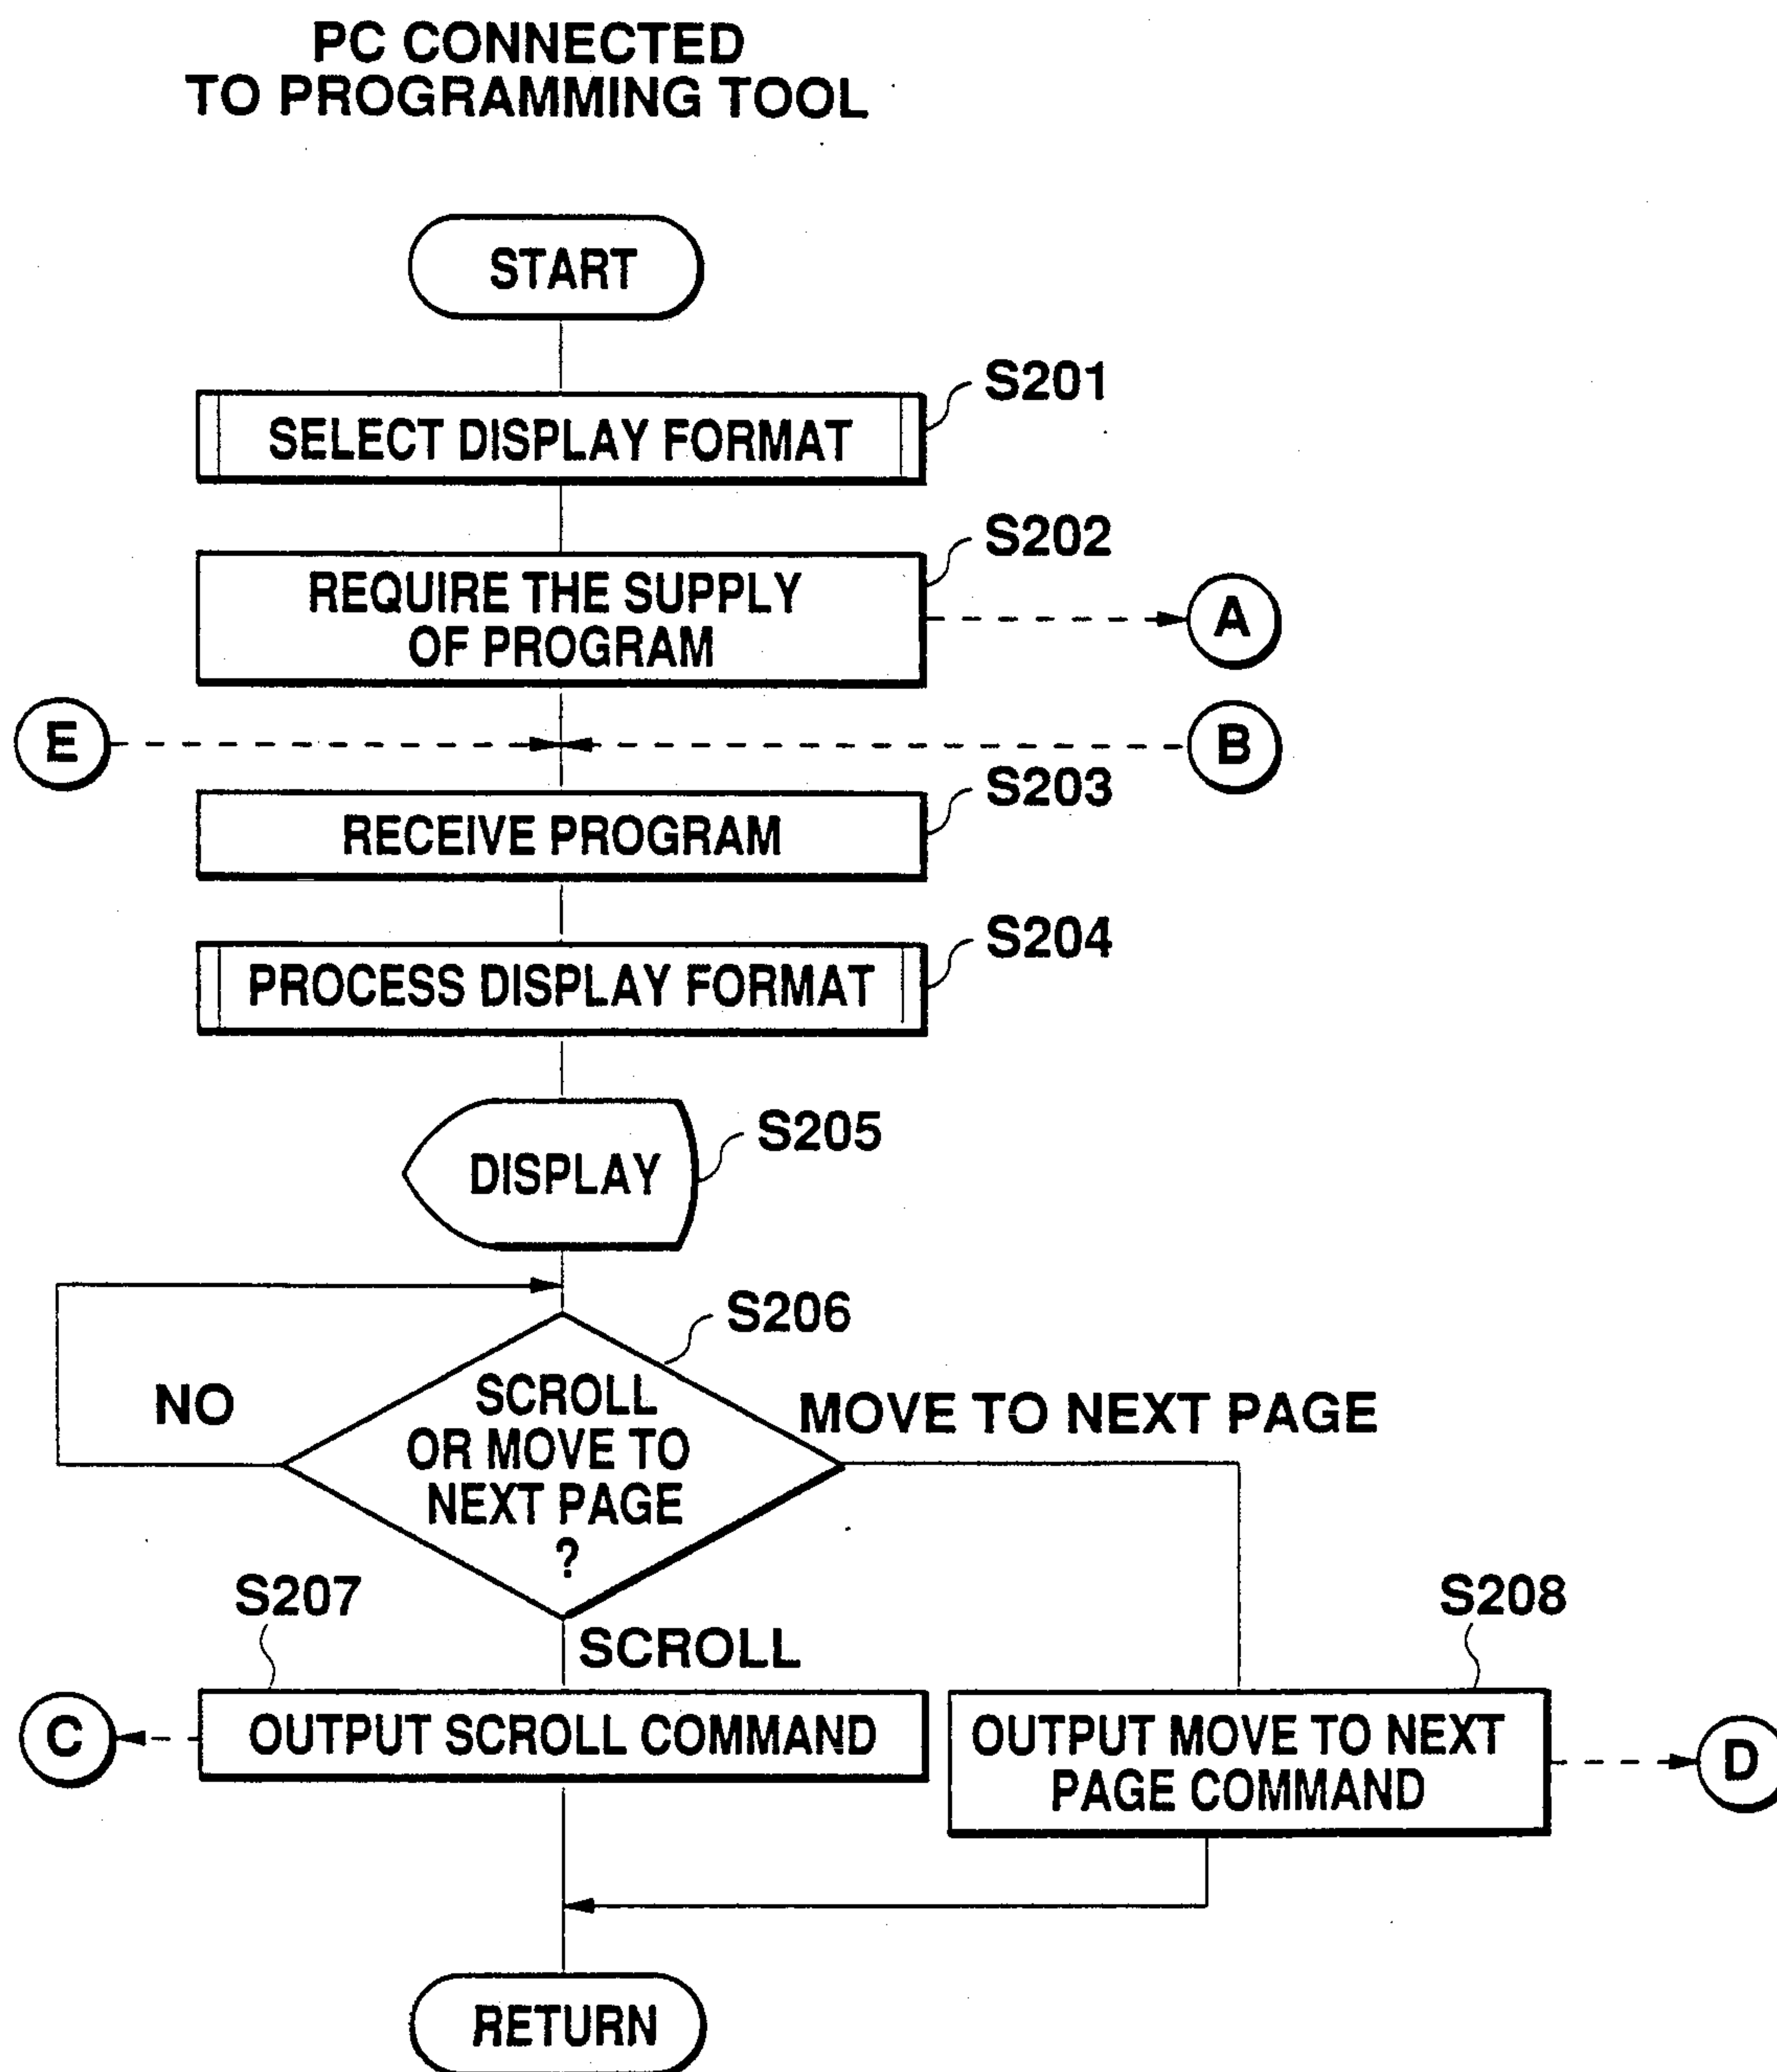 PC CONNECTED
TO PROGRAMMING TOOL
START
S201
SELECT DISPLAY FORMAT
S202
REQUIRE THE SUPPLY
OF PROGRAM
A
E
B
S203
RECEIVE PROGRAM
S204
PROCESS DISPLAY FORMAT
S205
DISPLAY
S206
NO
SCROLL
OR MOVE TO
NEXT PAGE
?
MOVE TO NEXT PAGE
S207
SCROLL
S208
C
OUTPUT SCROLL COMMAND
OUTPUT MOVE TO NEXT
PAGE COMMAND
D
RETURN